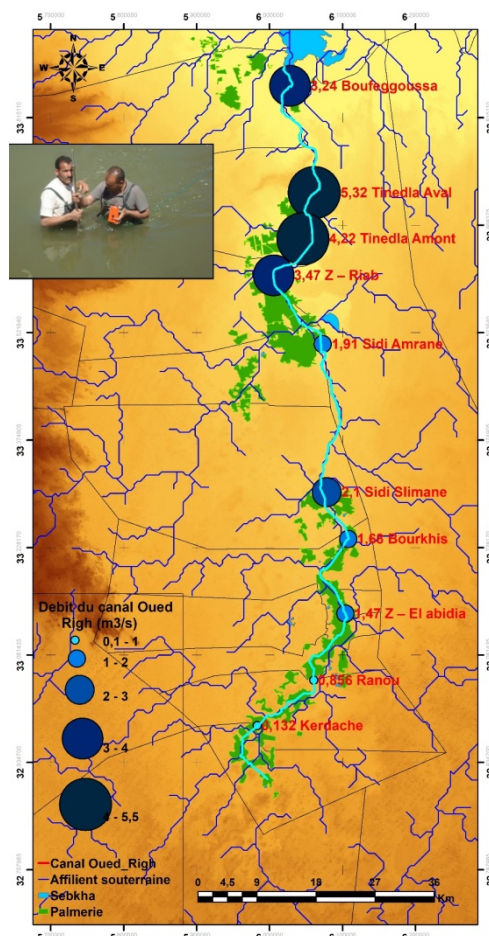 N
W E
S
3,24 Boufeggoussa
5,32 Tinedla Aval
4,22 Tinedla Amont
3,47 Z – Riab
1,91 Sidi Amrane
2,1 Sidi Slimane
1,68 Bourkhis
1,47 Z – El abidia
0,856 Ranou
0,132 Kerdache
Debit du canal Oued
Righ (m3/s)
0,1 - 1
1 - 2
2 - 3
3 - 4
4 - 5,5
Canal Oued_Righ
Affilient souterraine
Sebkha
Palmerie
0 4,5 9 18 27 36
Km